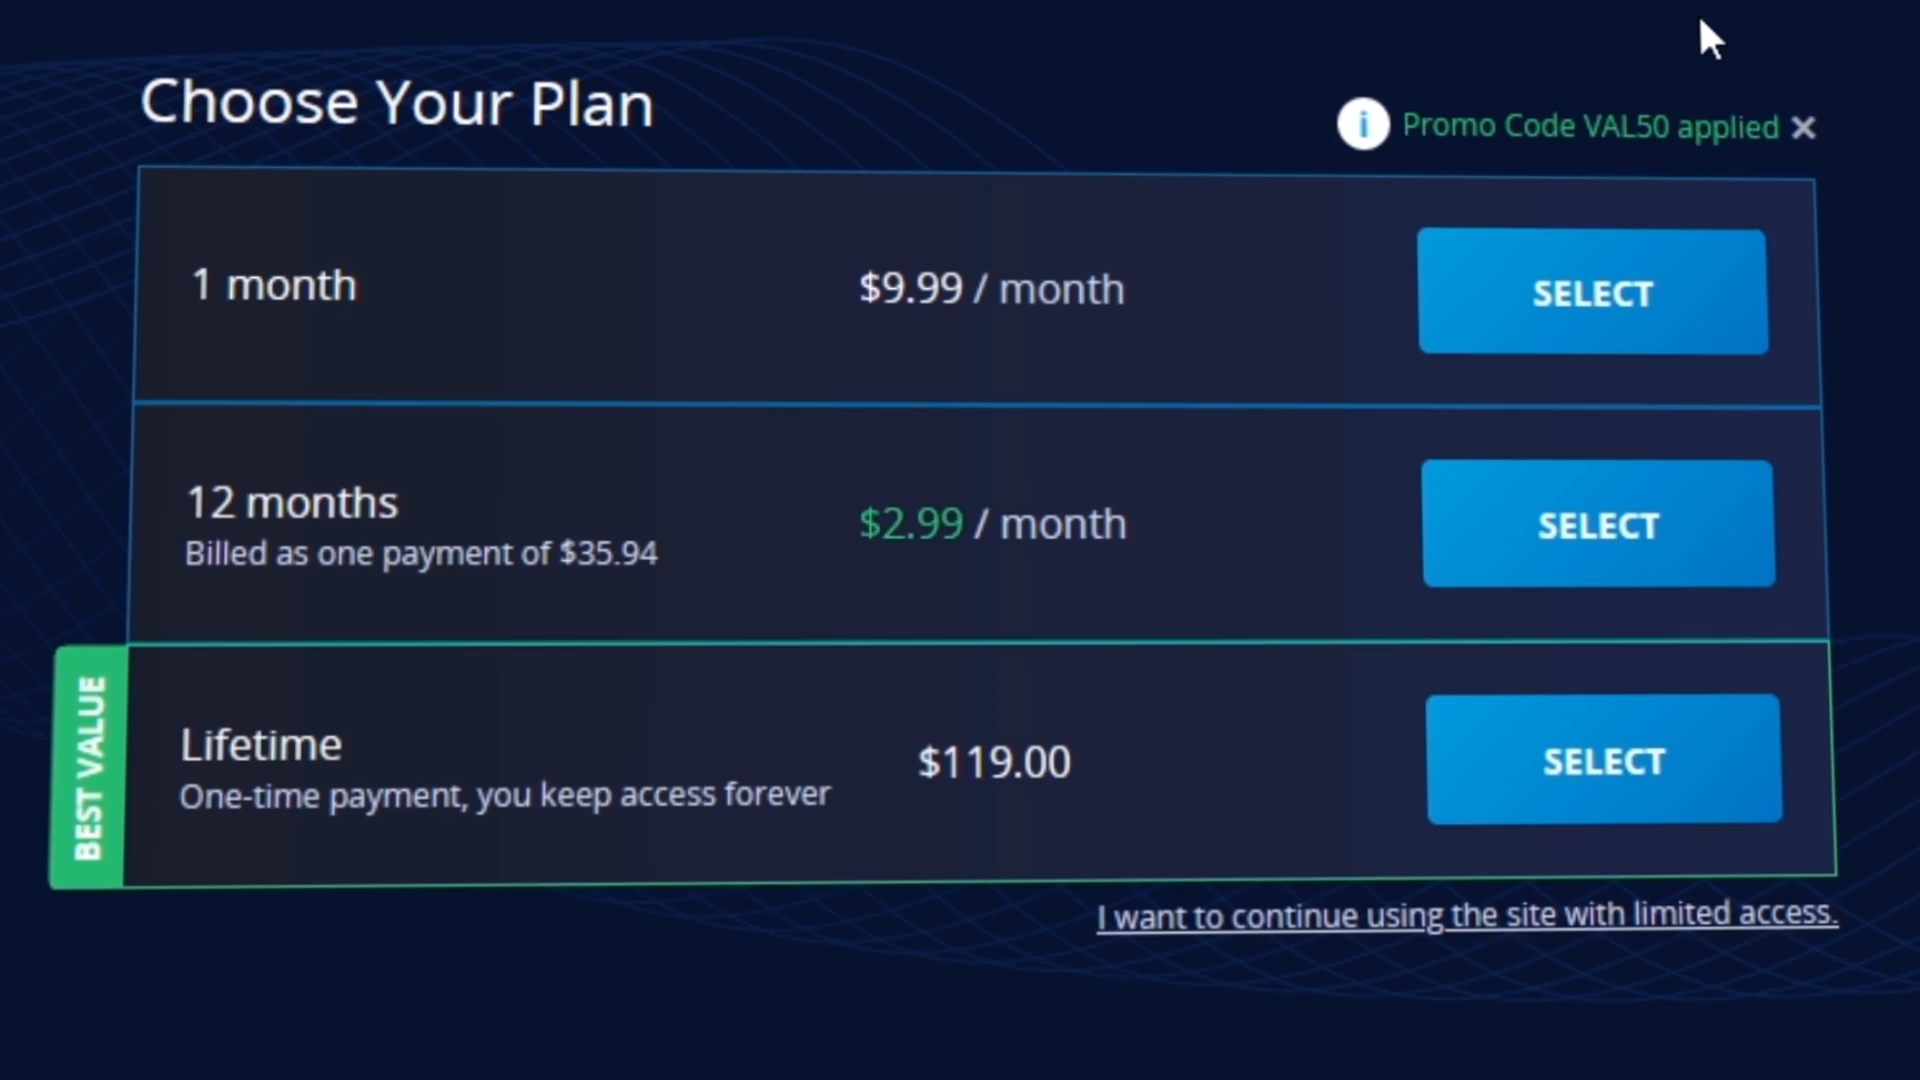 Choose Your Plan
i Promo Code VAL50 applied ×
1 month
$9.99 / month
SELECT
12 months
Billed as one payment of $35.94
$2.99 / month
SELECT
BEST VALUE
Lifetime
One-time payment, you keep access forever
$119.00
SELECT
I want to continue using the site with limited access.